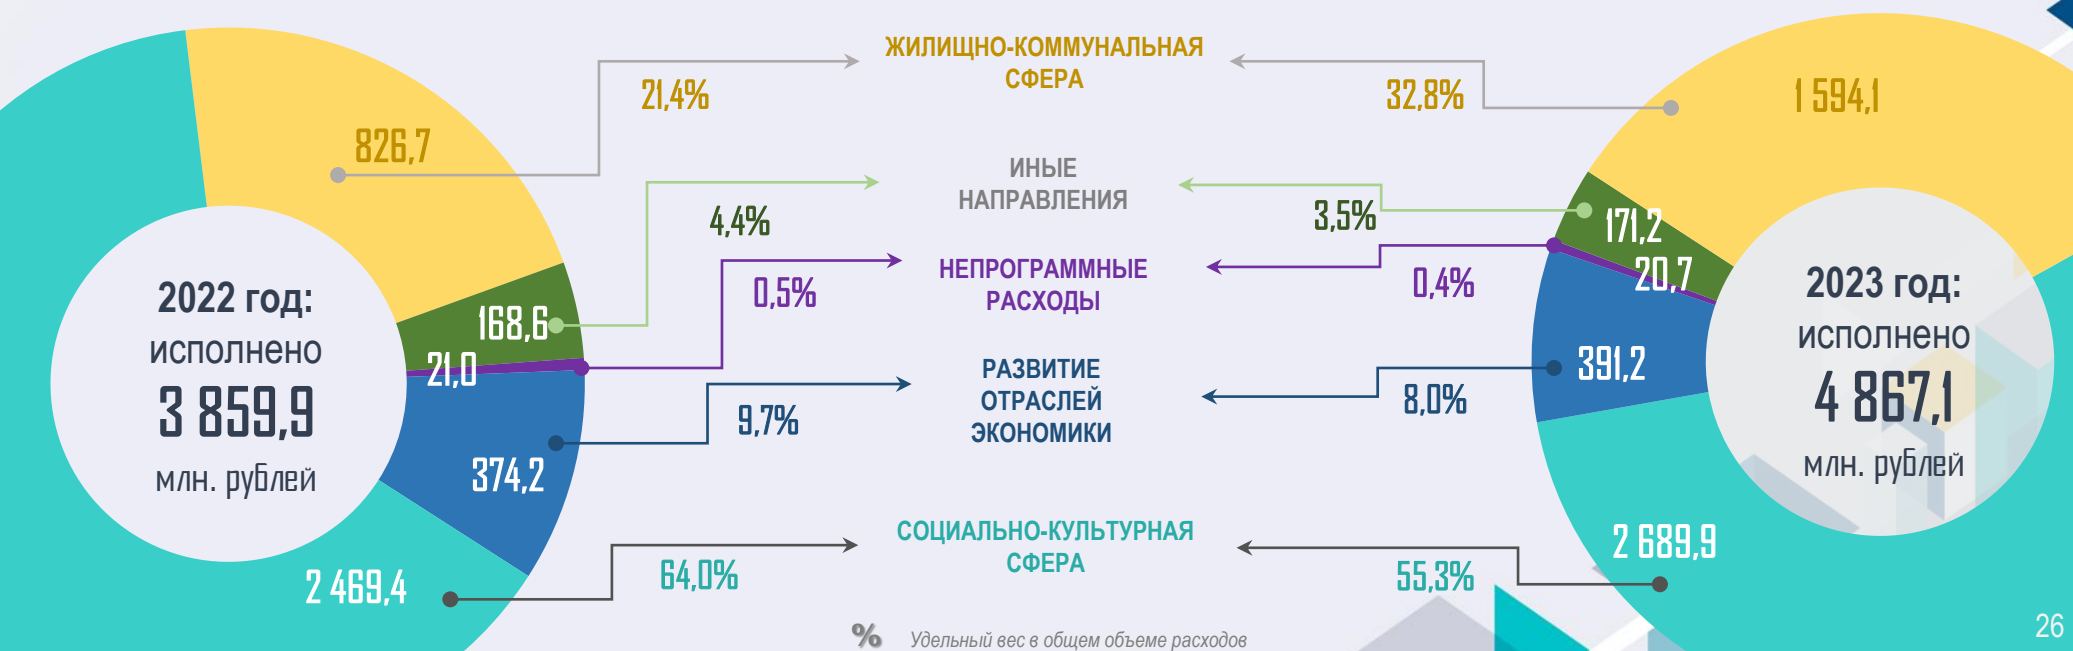 ЖИЛИЩНО-КОММУНАЛЬНАЯ
СФЕРА
21,4%
32,8%
826,7
1 594,1
ИНЫЕ
НАПРАВЛЕНИЯ
4,4%
3,5%
168,6
171,2
НЕПРОГРАММНЫЕ
РАСХОДЫ
0,5%
0,4%
21,0
20,7
2022 год:
исполнено
3 859,9
млн. рублей
2023 год:
исполнено
4 867,1
млн. рублей
РАЗВИТИЕ
ОТРАСЛЕЙ
ЭКОНОМИКИ
9,7%
8,0%
374,2
391,2
СОЦИАЛЬНО-КУЛЬТУРНАЯ
СФЕРА
64,0%
55,3%
2 469,4
2 689,9
% Удельный вес в общем объеме расходов
26